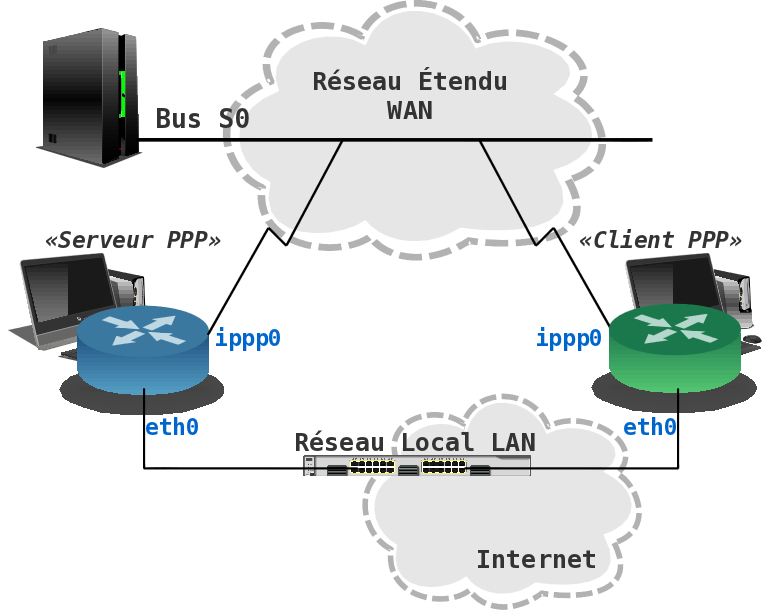 Réseau Étendu
WAN
Bus S0
«Serveur PPP»
«Client PPP»
ippp0
ippp0
eth0
eth0
Réseau Local LAN
Internet